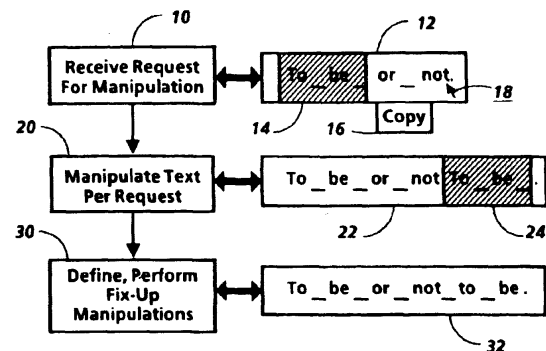 10
12
Receive Request
For Manipulation
To _ be _ or _ not.
18
14
16
Copy
20
Manipulate Text
Per Request
To _ be _ or _ not To _ be _ .
22
24
30
Define, Perform
Fix-Up
Manipulations
To _ be _ or _ not _ to _ be .
32